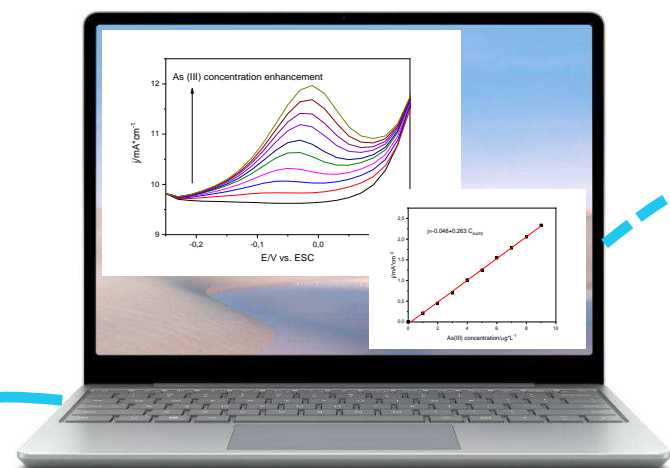 As (III) concentration enhancement
12
11
10
9
j/mA*cm⁻¹
-0,2 -0,1 0,0
E/V vs. ESC
2,5
2,0
1,5
1,0
0,5
0,0
j=-0.048+0.263 C As(III)
j/mA*cm⁻²
0 2 4 6 8 10
As(III) concentration/µg*L⁻¹